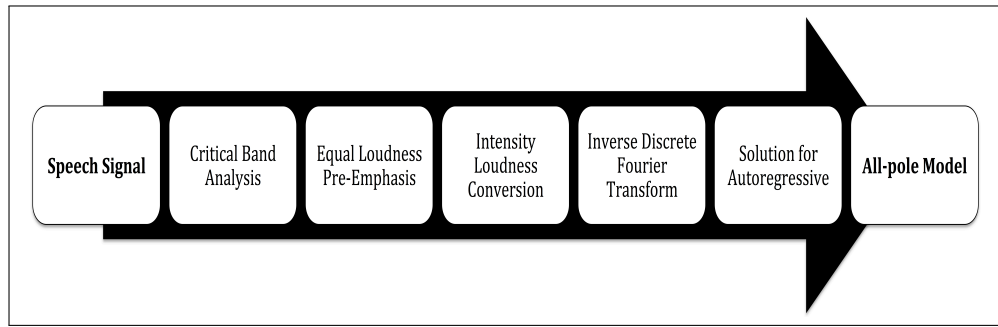 Speech Signal
Critical Band
Analysis
Equal Loudness
Pre-Emphasis
Intensity
Loudness
Conversion
Inverse Discrete
Fourier
Transform
Solution for
Autoregressive
All-pole Model